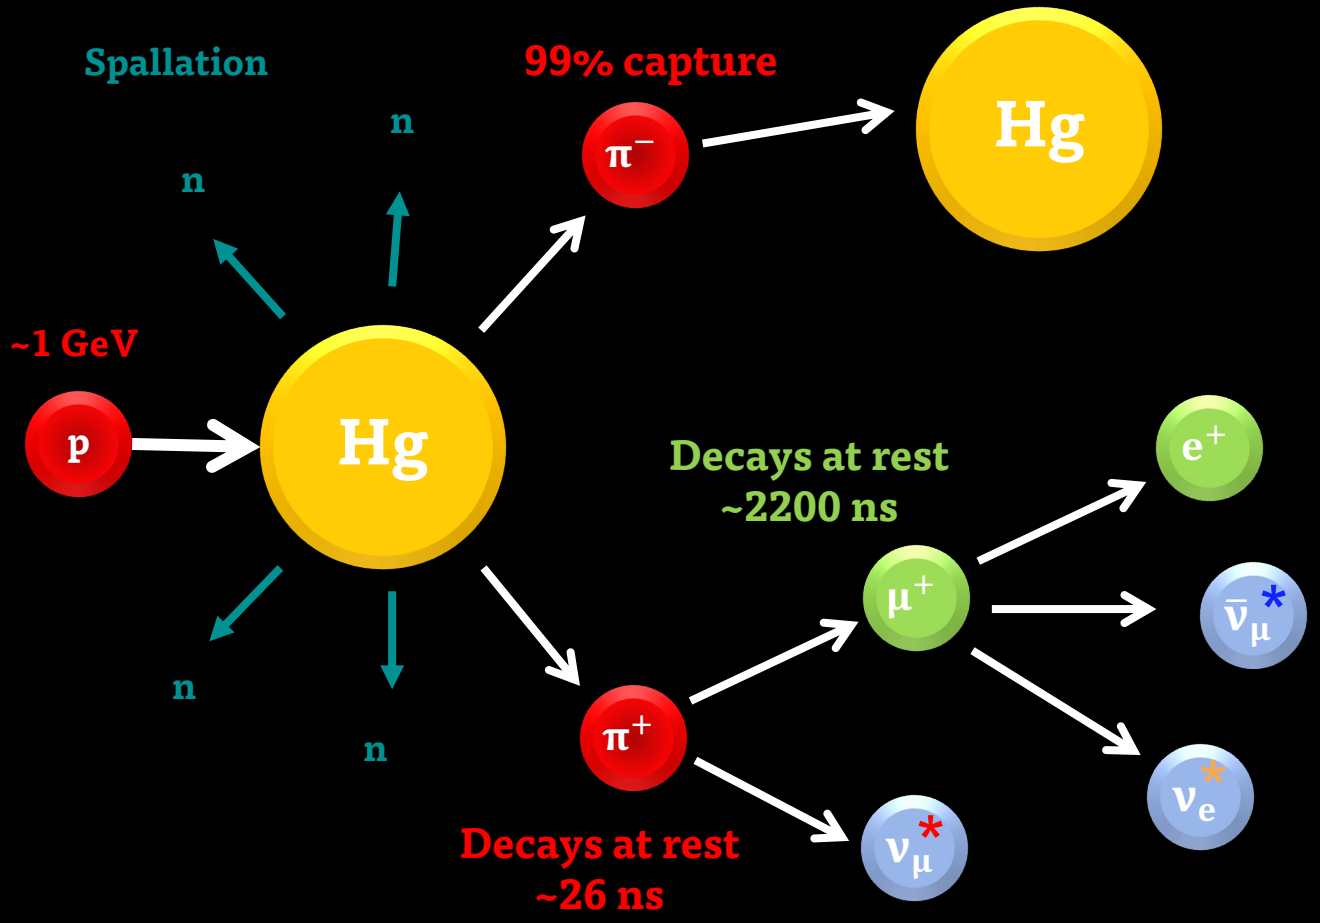 Spallation
99% capture
n
n
π⁻
Hg
~1 GeV
p
Hg
Decays at rest
~2200 ns
e⁺
μ⁺
ν̄μ*
n
n
π⁺
νe*
νμ*
Decays at rest
~26 ns